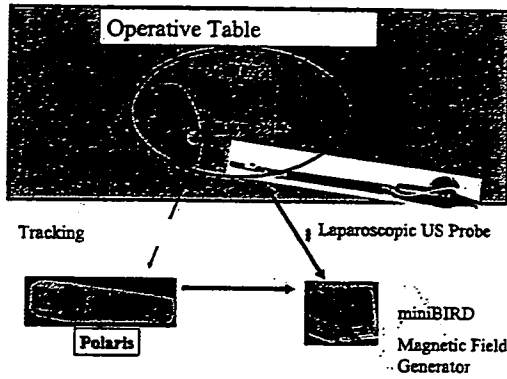 Operative Table
Tracking
Laparoscopic US Probe
Polaris
miniBIRD
Magnetic Field
Generator